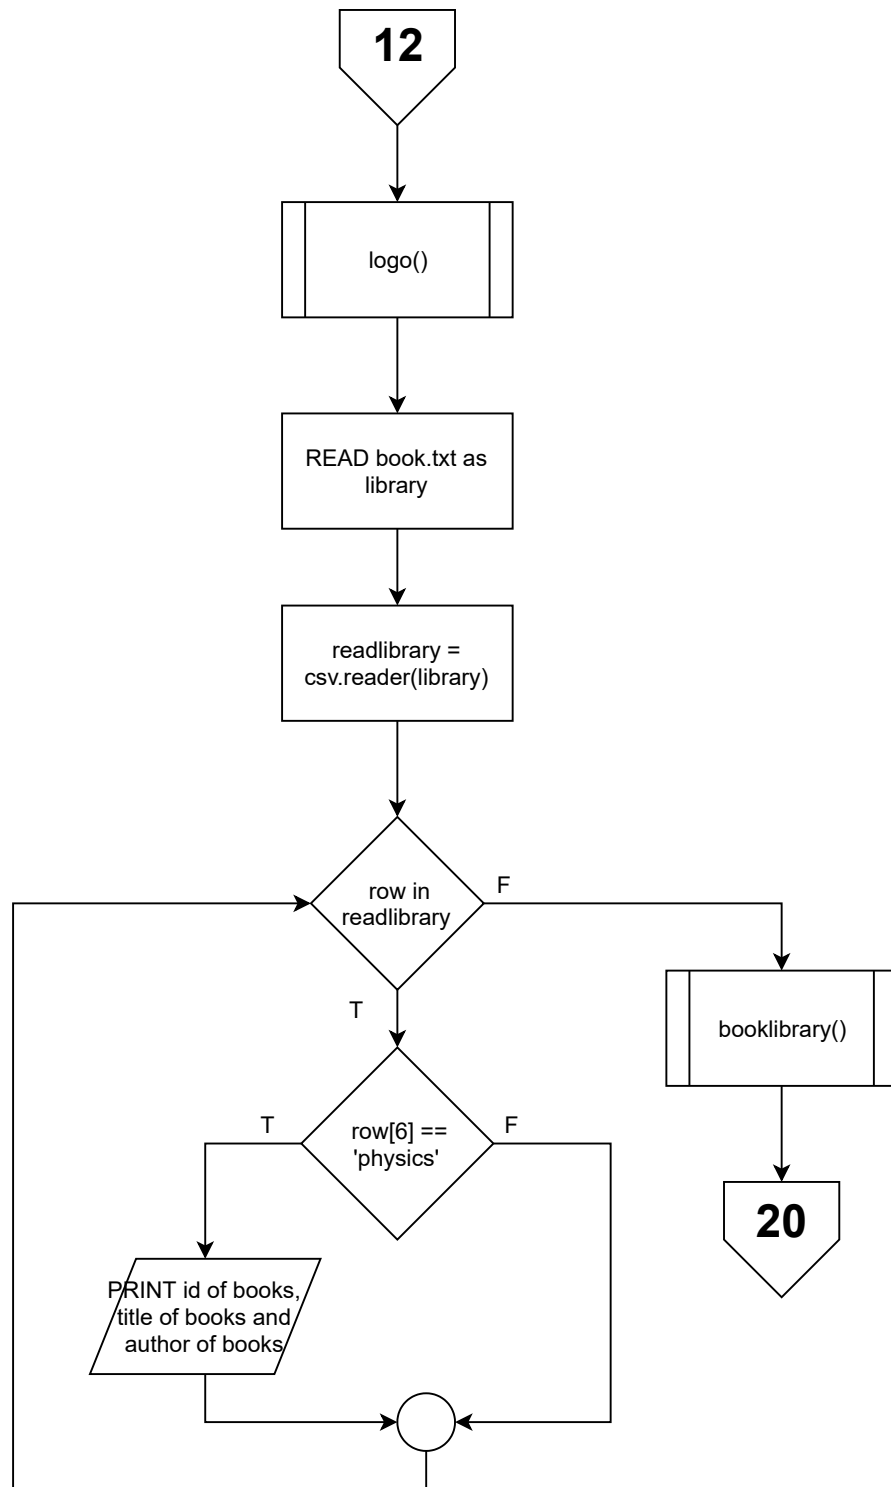 12
logo()
READ book.txt as
library
readlibrary =
csv.reader(library)
row in
readlibrary
F
T
booklibrary()
row[6] ==
'physics'
T
F
20
PRINT id of books,
title of books and
author of books